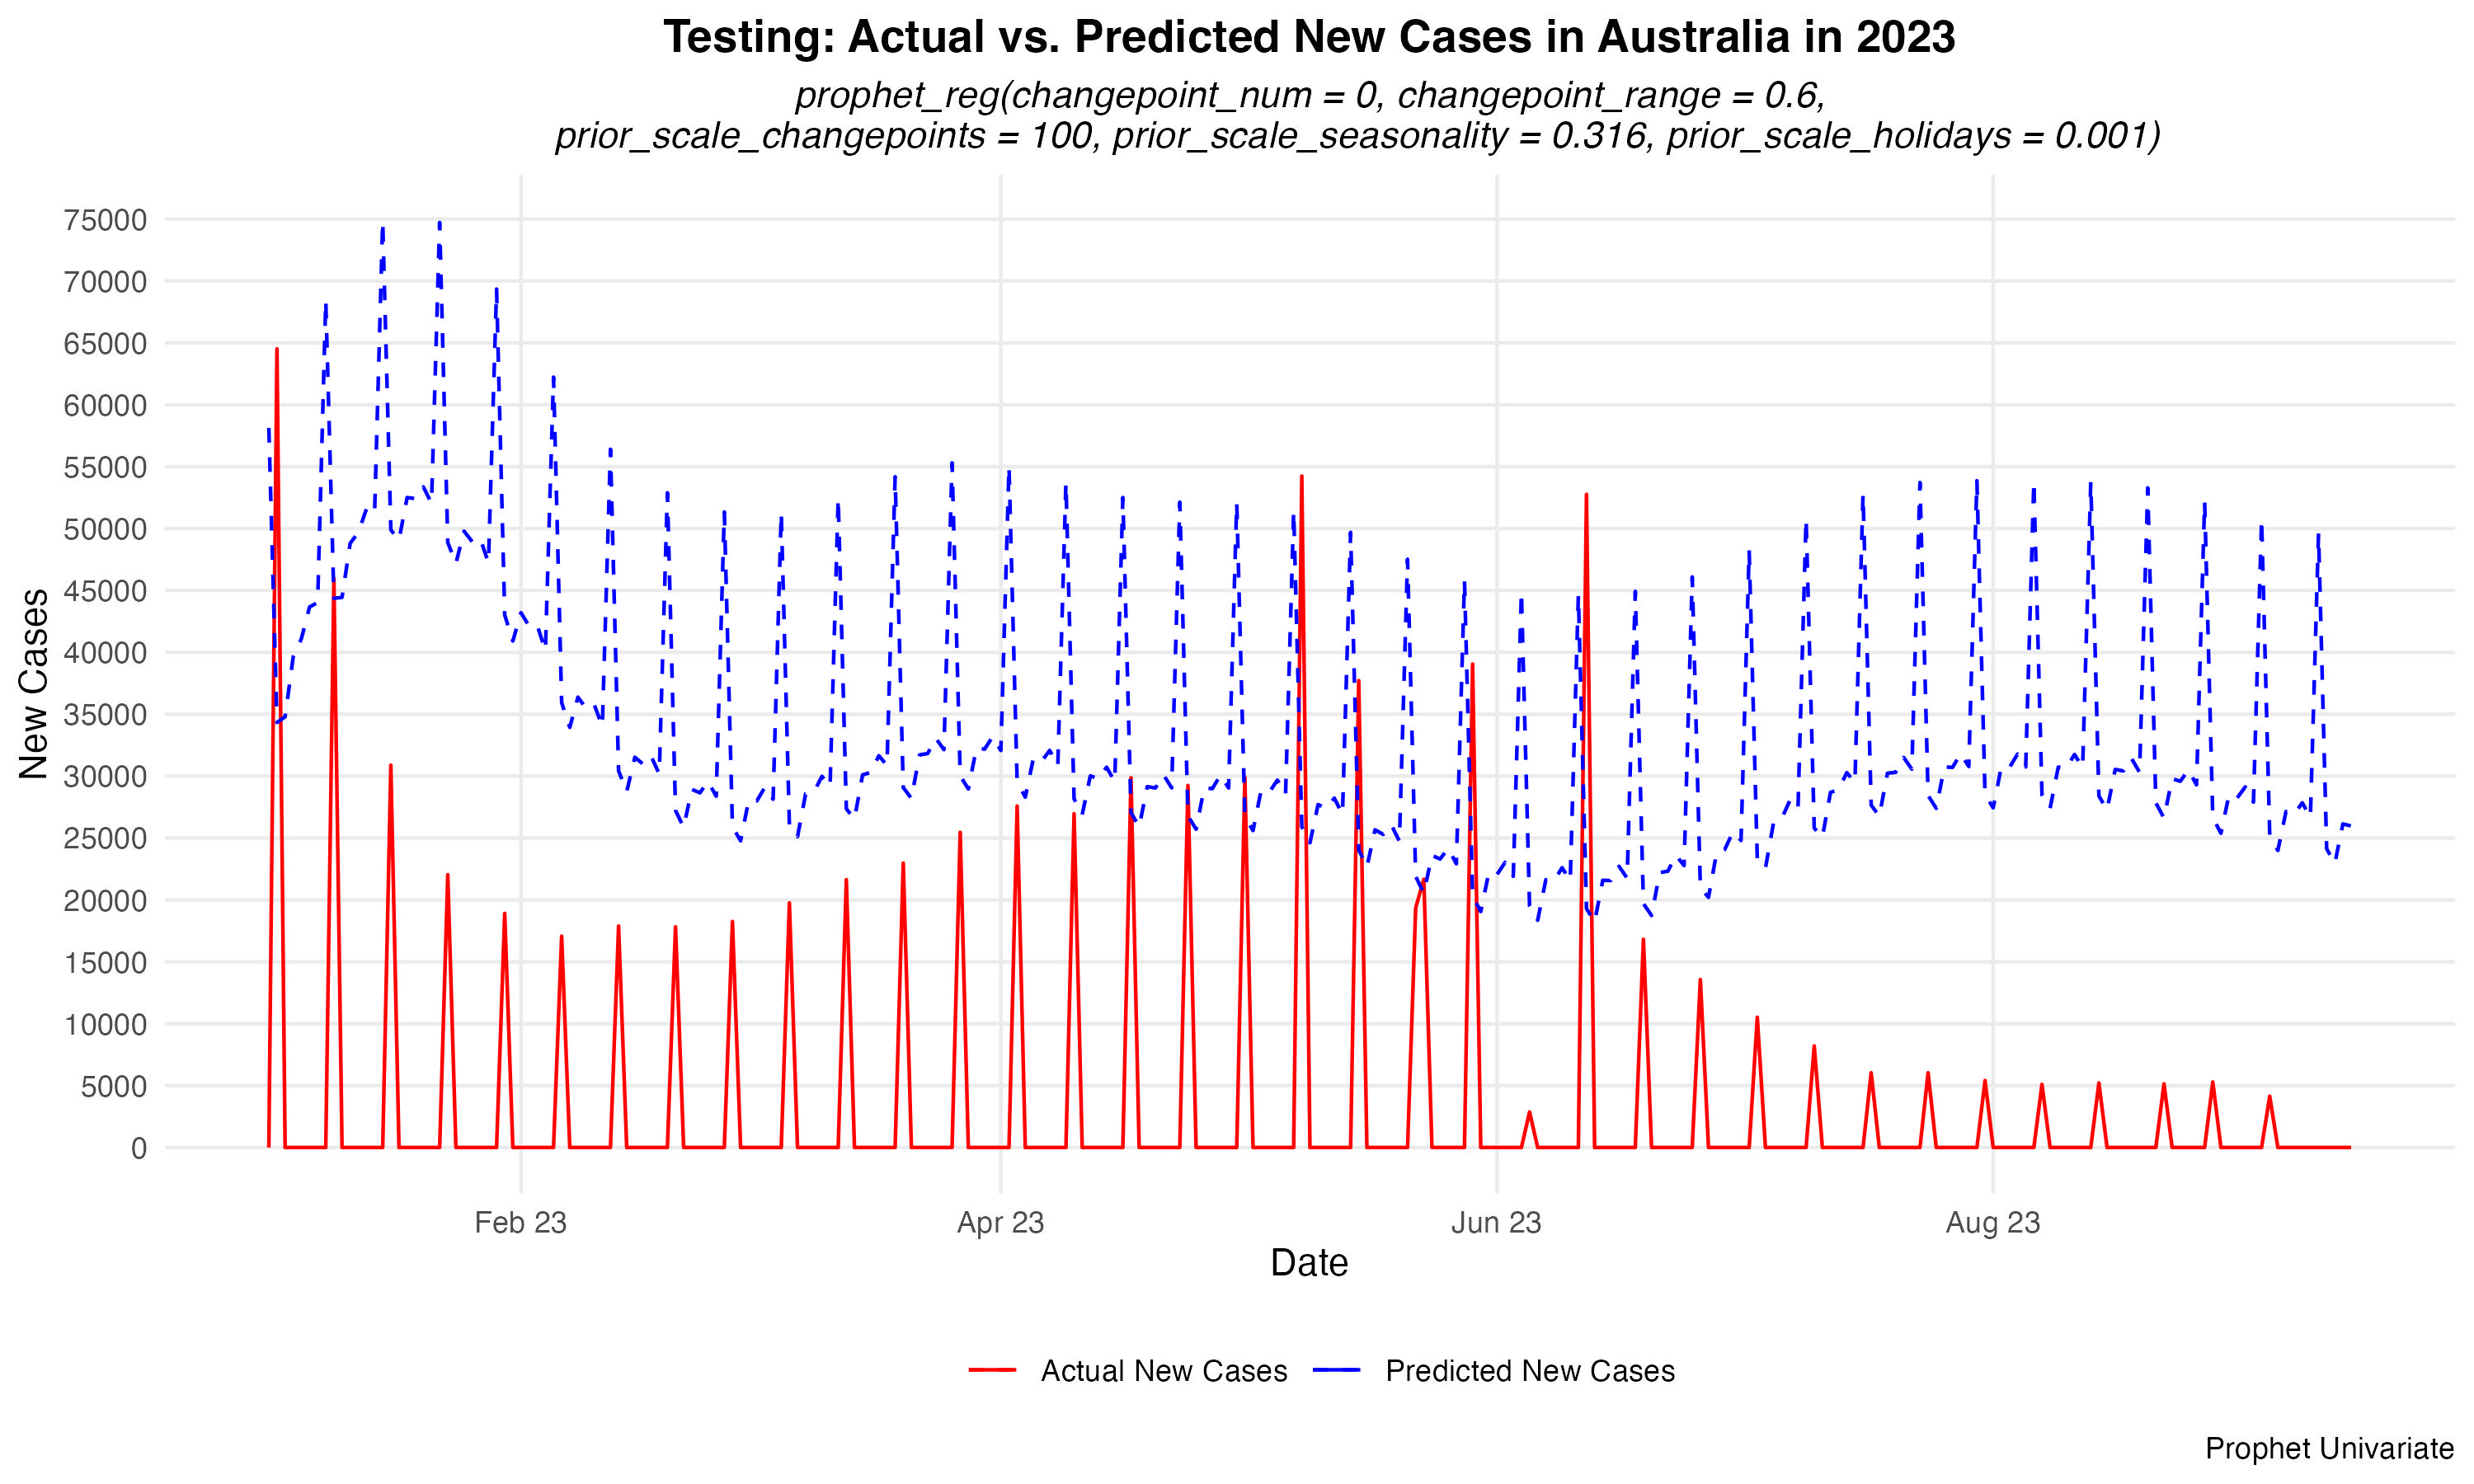 Testing: Actual vs. Predicted New Cases in Australia in 2023
prophet_reg(changepoint_num = 0, changepoint_range = 0.6,
prior_scale_changepoints = 100, prior_scale_seasonality = 0.316, prior_scale_holidays = 0.001)
New Cases
75000
70000
65000
60000
55000
50000
45000
40000
35000
30000
25000
20000
15000
10000
5000
0
Feb 23 Apr 23 Jun 23 Aug 23
Date
Actual New Cases Predicted New Cases
Prophet Univariate